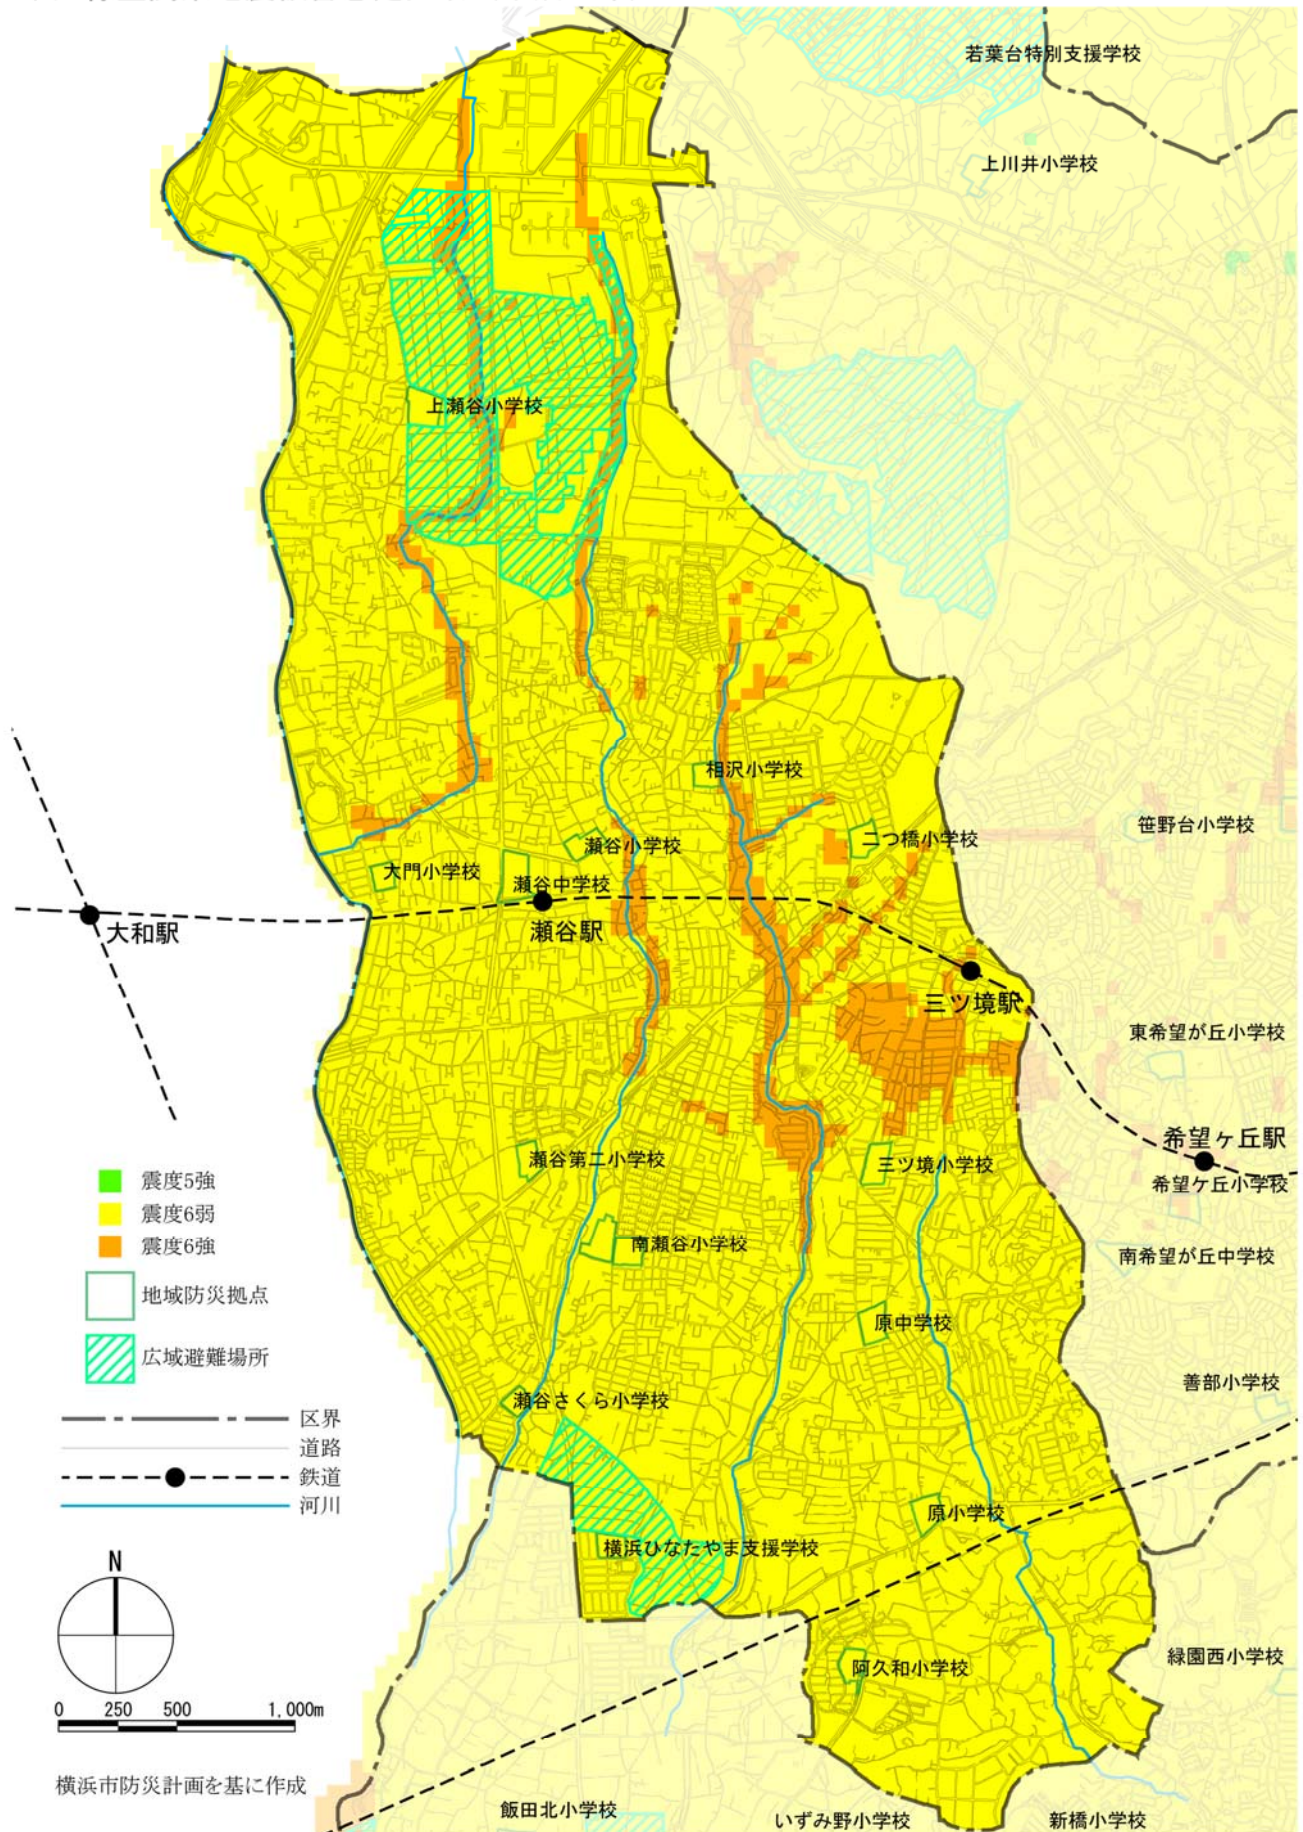 若葉台特別支援学校
上川井小学校
上瀬谷小学校
相沢小学校
笹野台小学校
二つ橋小学校
瀬谷小学校
大門小学校
瀬谷中学校
大和駅
瀬谷駅
三ツ境駅
東希望が丘小学校
希望ヶ丘駅
瀬谷第二小学校
三ツ境小学校
希望ケ丘小学校
南瀬谷小学校
南希望が丘中学校
原中学校
善部小学校
瀬谷さくら小学校
原小学校
横浜ひなたやま支援学校
緑園西小学校
阿久和小学校
飯田北小学校
いずみ野小学校
新橋小学校
震度5強
震度6弱
震度6強
地域防災拠点
広域避難場所
区界
道路
鉄道
河川
N
0 250 500 1,000m
横浜市防災計画を基に作成